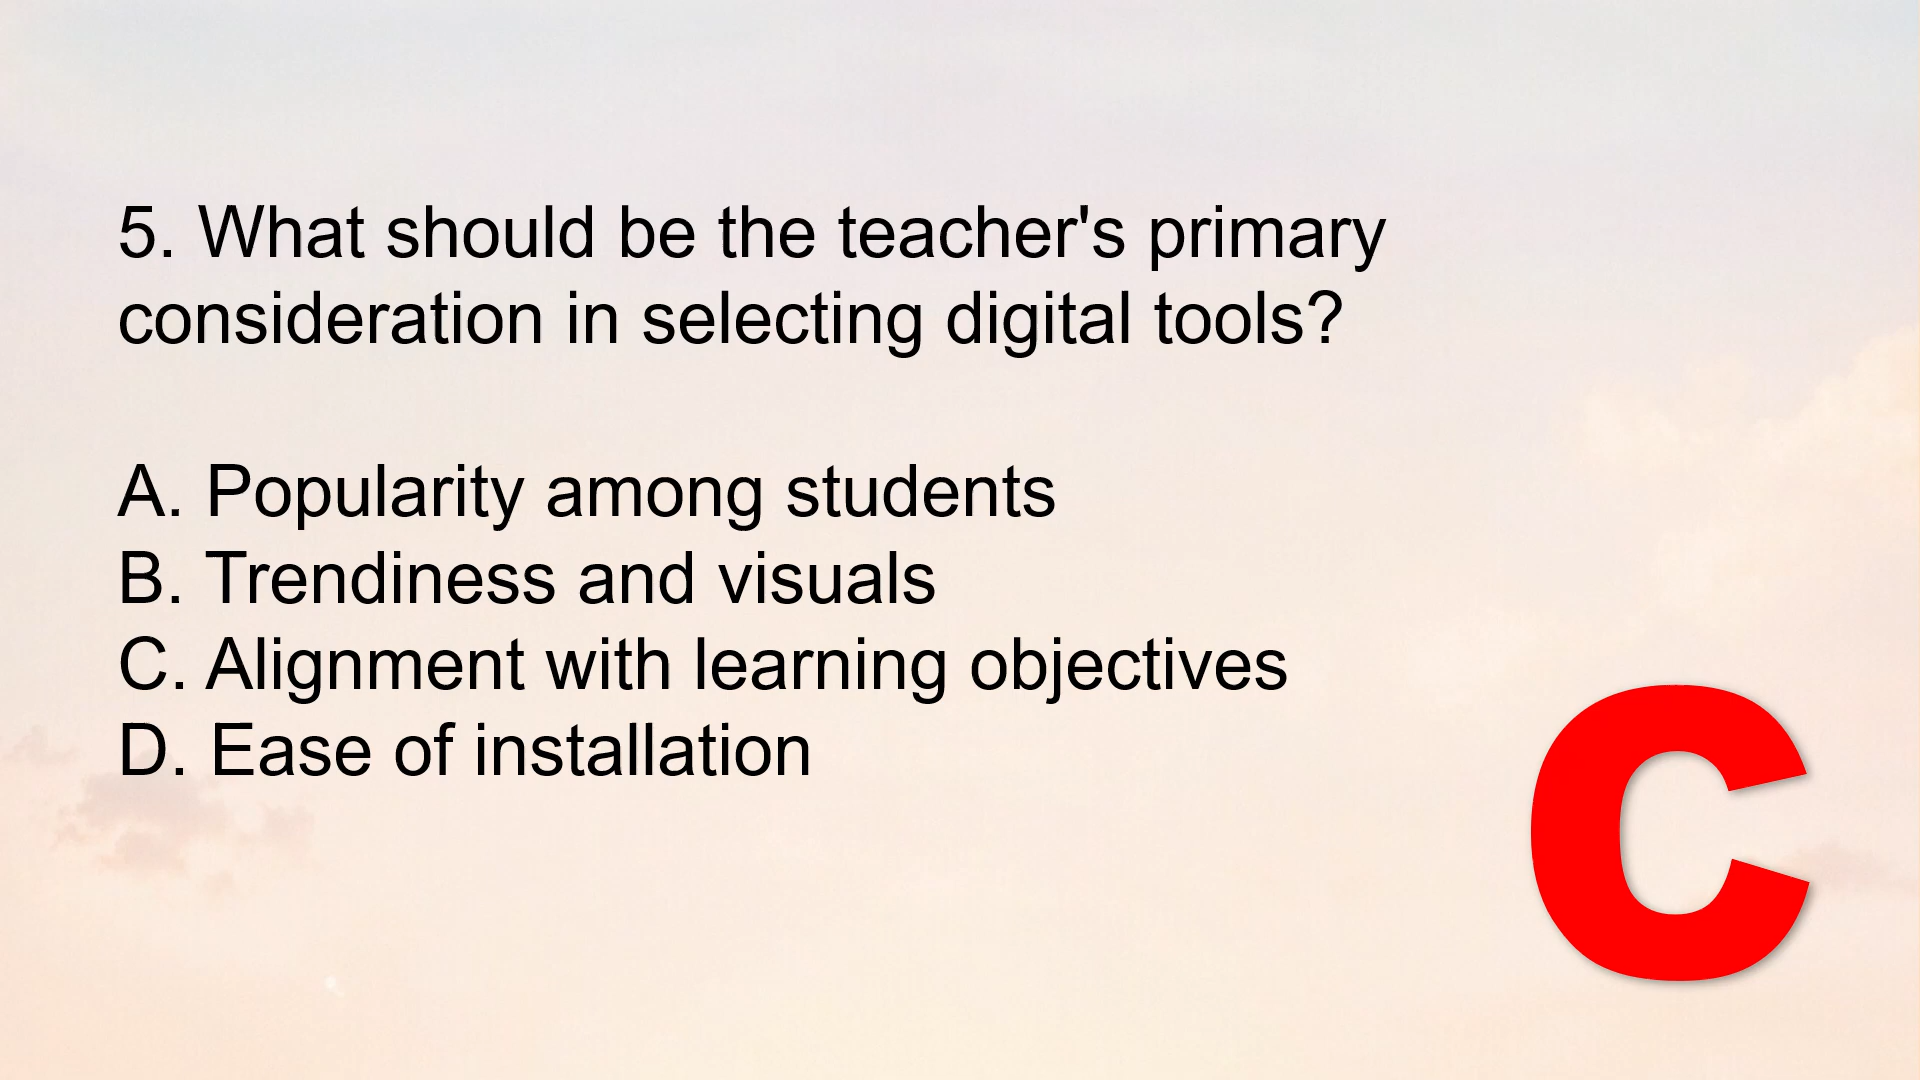 5. What should be the teacher's primary
consideration in selecting digital tools?
A. Popularity among students
B. Trendiness and visuals
C. Alignment with learning objectives
D. Ease of installation
C